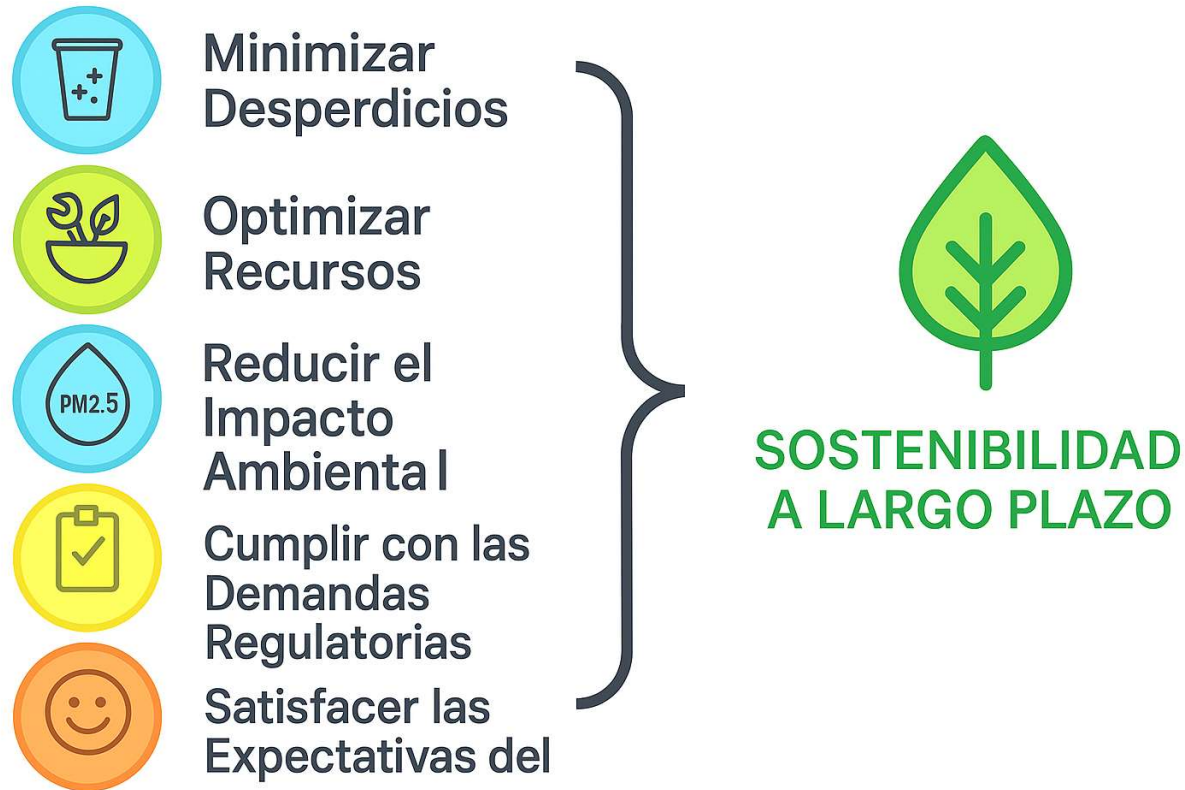 Minimizar
Desperdicios
Optimizar
Recursos
Reducir el
Impacto
Ambiental
PM2.5
Cumplir con las
Demandas
Regulatorias
Satisfacer las
Expectativas del
SOSTENIBILIDAD
A LARGO PLAZO